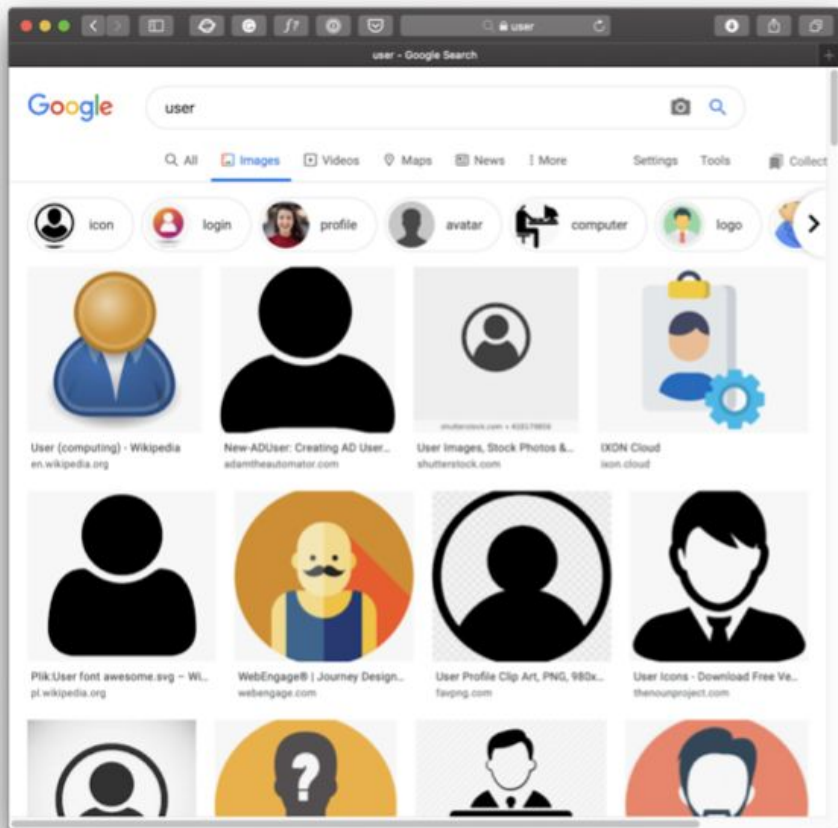 user
user - Google Search
Google
user
All Images Videos Maps News More Settings Tools Collect
icon login profile avatar computer logo
shutterstock.com •
User (computing) - Wikipedia
en.wikipedia.org
New-ADUser: Creating AD User...
adamtheautomator.com
User Images, Stock Photos &...
shutterstock.com
IXON Cloud
ixon.cloud
Plik:User font awesome.svg – Wi...
pl.wikipedia.org
WebEngage® | Journey Design...
webengage.com
User Profile Clip Art, PNG, 980x...
favpng.com
User Icons - Download Free Ve...
thenounproject.com
?